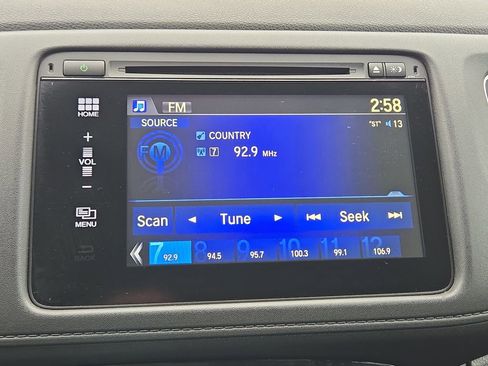 FM 2:58
SOURCE "ST" 13
HOME
COUNTRY
FM
7 92.9 MHz
+
VOL
−
Scan Tune Seek
MENU
7 8 9 10 11 12
92.9 94.5 95.7 100.3 99.1 106.9
BACK